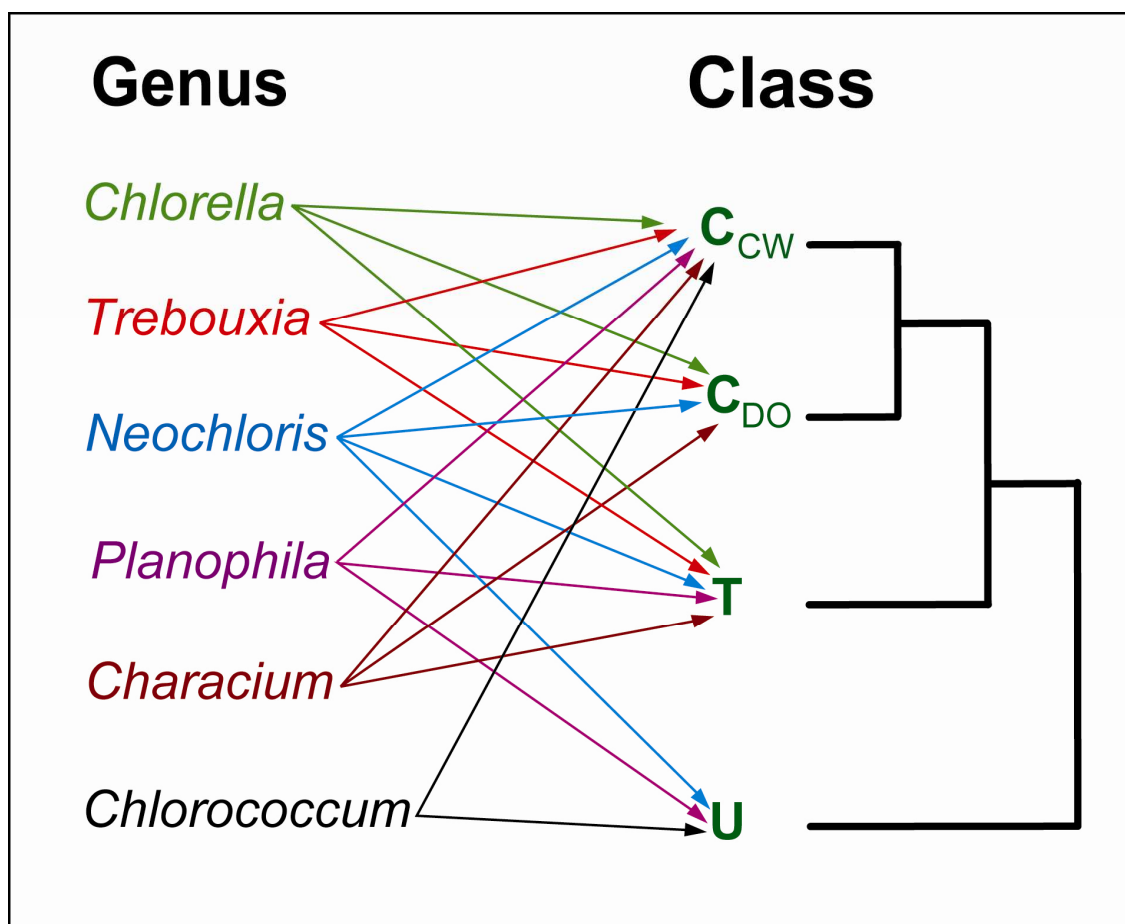 Genus
Class
Chlorella
Trebouxia
Neochloris
Planophila
Characium
Chlorococcum
CCW
CDO
T
U